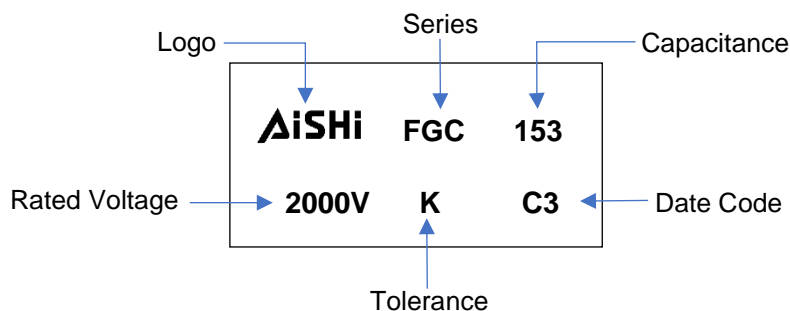 Series
Logo
Capacitance
AiSHi FGC 153
Rated Voltage
2000V K C3
Date Code
Tolerance